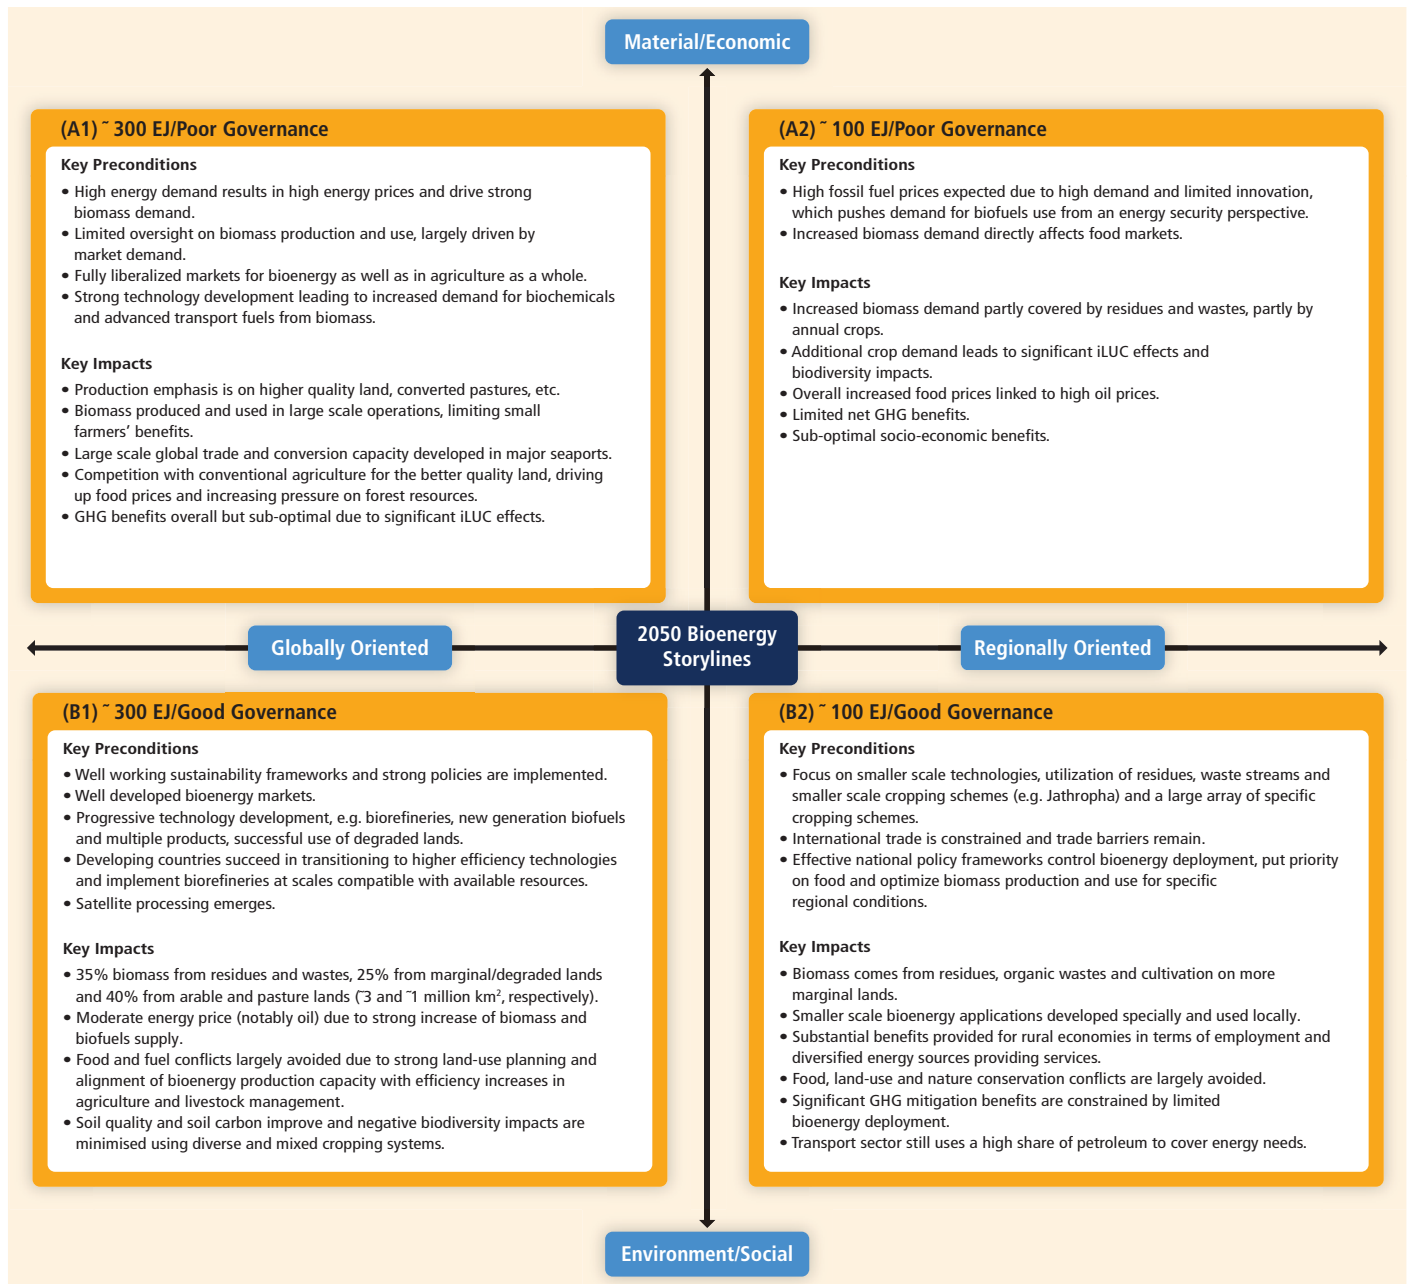 Material/Economic
(A1) ˜ 300 EJ/Poor Governance
Key Preconditions
• High energy demand results in high energy prices and drive strong
biomass demand.
• Limited oversight on biomass production and use, largely driven by
market demand.
• Fully liberalized markets for bioenergy as well as in agriculture as a whole.
• Strong technology development leading to increased demand for biochemicals
and advanced transport fuels from biomass.
Key Impacts
• Production emphasis is on higher quality land, converted pastures, etc.
• Biomass produced and used in large scale operations, limiting small
farmers’ benefits.
• Large scale global trade and conversion capacity developed in major seaports.
• Competition with conventional agriculture for the better quality land, driving
up food prices and increasing pressure on forest resources.
• GHG benefits overall but sub-optimal due to significant iLUC effects.
(A2) ˜ 100 EJ/Poor Governance
Key Preconditions
• High fossil fuel prices expected due to high demand and limited innovation,
which pushes demand for biofuels use from an energy security perspective.
• Increased biomass demand directly affects food markets.
Key Impacts
• Increased biomass demand partly covered by residues and wastes, partly by
annual crops.
• Additional crop demand leads to significant iLUC effects and
biodiversity impacts.
• Overall increased food prices linked to high oil prices.
• Limited net GHG benefits.
• Sub-optimal socio-economic benefits.
Globally Oriented
2050 Bioenergy
Storylines
Regionally Oriented
(B1) ˜ 300 EJ/Good Governance
Key Preconditions
• Well working sustainability frameworks and strong policies are implemented.
• Well developed bioenergy markets.
• Progressive technology development, e.g. biorefineries, new generation biofuels
and multiple products, successful use of degraded lands.
• Developing countries succeed in transitioning to higher efficiency technologies
and implement biorefineries at scales compatible with available resources.
• Satellite processing emerges.
Key Impacts
• 35% biomass from residues and wastes, 25% from marginal/degraded lands
and 40% from arable and pasture lands (˜3 and ˜1 million km², respectively).
• Moderate energy price (notably oil) due to strong increase of biomass and
biofuels supply.
• Food and fuel conflicts largely avoided due to strong land-use planning and
alignment of bioenergy production capacity with efficiency increases in
agriculture and livestock management.
• Soil quality and soil carbon improve and negative biodiversity impacts are
minimised using diverse and mixed cropping systems.
(B2) ˜ 100 EJ/Good Governance
Key Preconditions
• Focus on smaller scale technologies, utilization of residues, waste streams and
smaller scale cropping schemes (e.g. Jathropha) and a large array of specific
cropping schemes.
• International trade is constrained and trade barriers remain.
• Effective national policy frameworks control bioenergy deployment, put priority
on food and optimize biomass production and use for specific
regional conditions.
Key Impacts
• Biomass comes from residues, organic wastes and cultivation on more
marginal lands.
• Smaller scale bioenergy applications developed specially and used locally.
• Substantial benefits provided for rural economies in terms of employment and
diversified energy sources providing services.
• Food, land-use and nature conservation conflicts are largely avoided.
• Significant GHG mitigation benefits are constrained by limited
bioenergy deployment.
• Transport sector still uses a high share of petroleum to cover energy needs.
Environment/Social